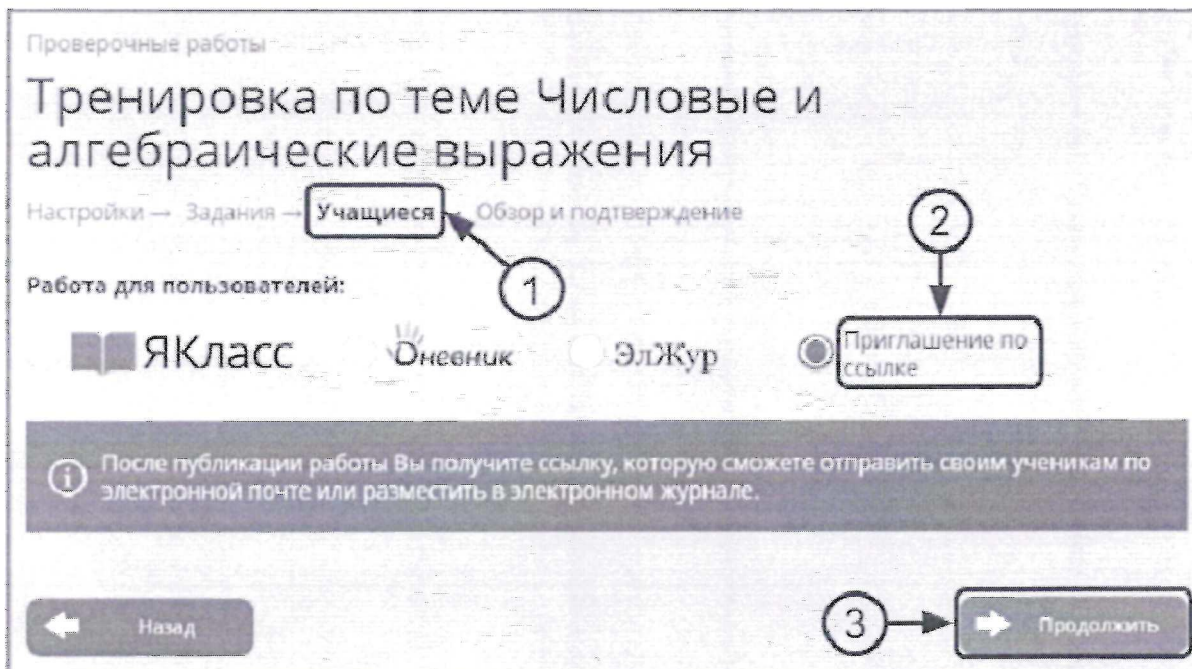 Проверочные работы
Тренировка по теме Числовые и
алгебраические выражения
Настройки → Задания → Учащиеся Обзор и подтверждение
2
Работа для пользователей:
1
ЯКласс Дневник ЭлЖур Приглашение по
ссылке
i После публикации работы Вы получите ссылку, которую сможете отправить своим ученикам по
электронной почте или разместить в электронном журнале.
Назад 3 Продолжить